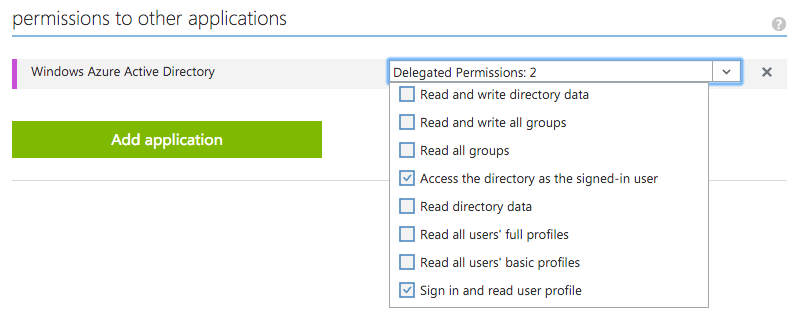 permissions to other applications
?
Windows Azure Active Directory
Delegated Permissions: 2
Read and write directory data
Read and write all groups
Read all groups
Access the directory as the signed-in user
Read directory data
Read all users' full profiles
Read all users' basic profiles
Sign in and read user profile
Add application